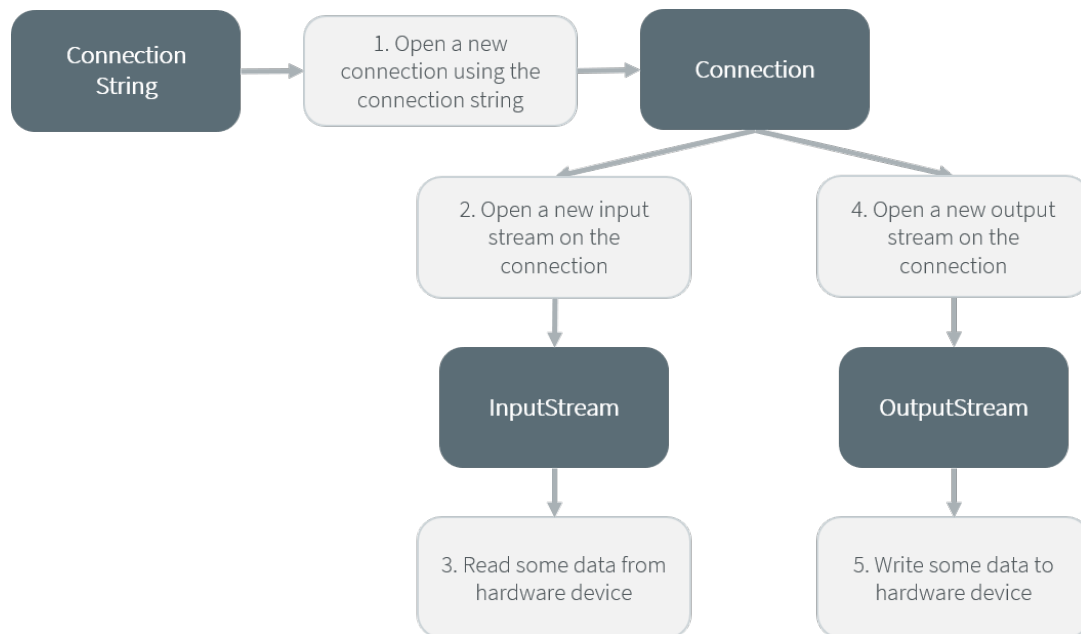 Connection
String
1. Open a new
connection using the
connection string
Connection
2. Open a new input
stream on the
connection
4. Open a new output
stream on the
connection
InputStream
OutputStream
3. Read some data from
hardware device
5. Write some data to
hardware device